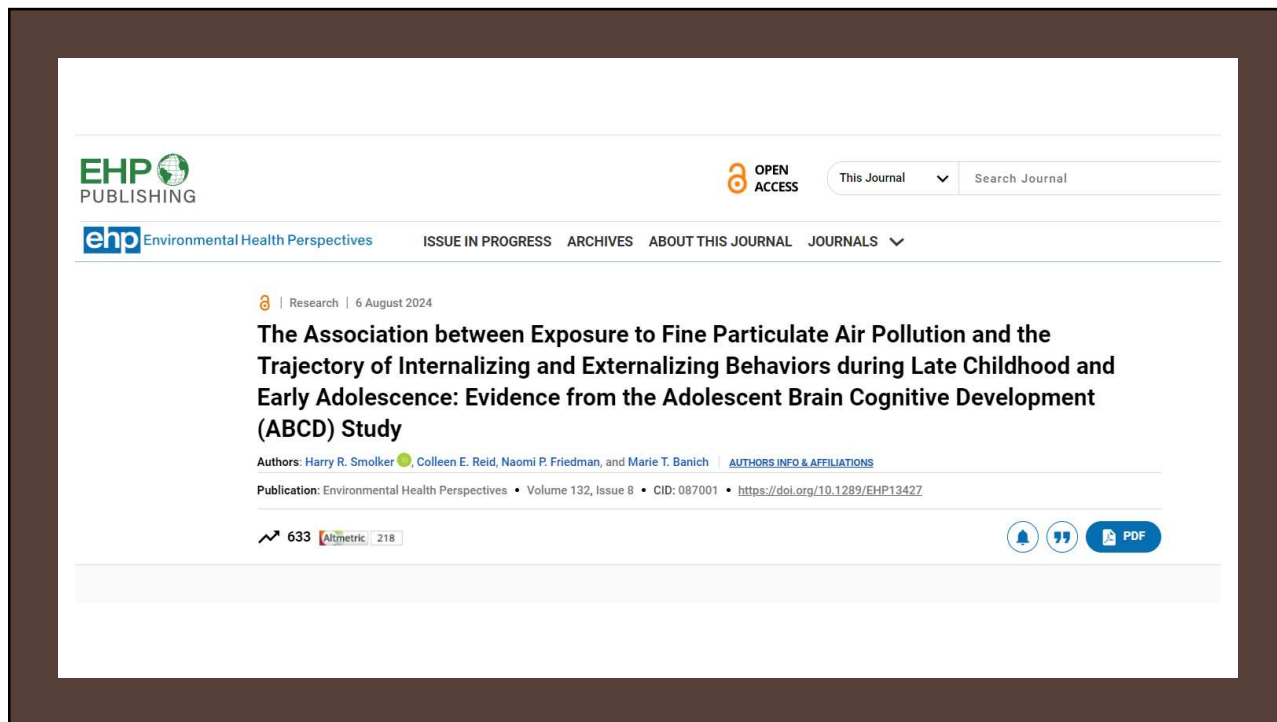 EHP
PUBLISHING
OPEN
ACCESS
This Journal
Search Journal
ehp Environmental Health Perspectives
ISSUE IN PROGRESS ARCHIVES ABOUT THIS JOURNAL JOURNALS
| Research | 6 August 2024
The Association between Exposure to Fine Particulate Air Pollution and the
Trajectory of Internalizing and Externalizing Behaviors during Late Childhood and
Early Adolescence: Evidence from the Adolescent Brain Cognitive Development
(ABCD) Study
Authors: Harry R. Smolker iD, Colleen E. Reid, Naomi P. Friedman, and Marie T. Banich | AUTHORS INFO & AFFILIATIONS
Publication: Environmental Health Perspectives • Volume 132, Issue 8 • CID: 087001 • https://doi.org/10.1289/EHP13427
633 Altmetric 218
PDF